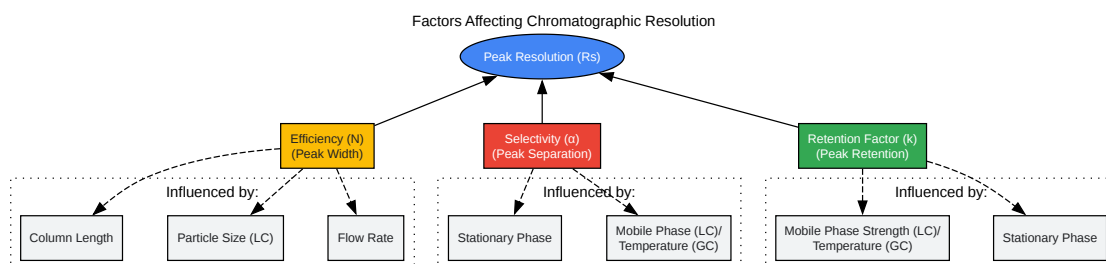 Factors Affecting Chromatographic Resolution
Peak Resolution (Rs)
Efficiency (N)
(Peak Width)
Selectivity (α)
(Peak Separation)
Retention Factor (k)
(Peak Retention)
Influenced by:
Influenced by:
Influenced by:
Column Length
Particle Size (LC)
Flow Rate
Stationary Phase
Mobile Phase (LC)/
Temperature (GC)
Mobile Phase Strength (LC)/
Temperature (GC)
Stationary Phase